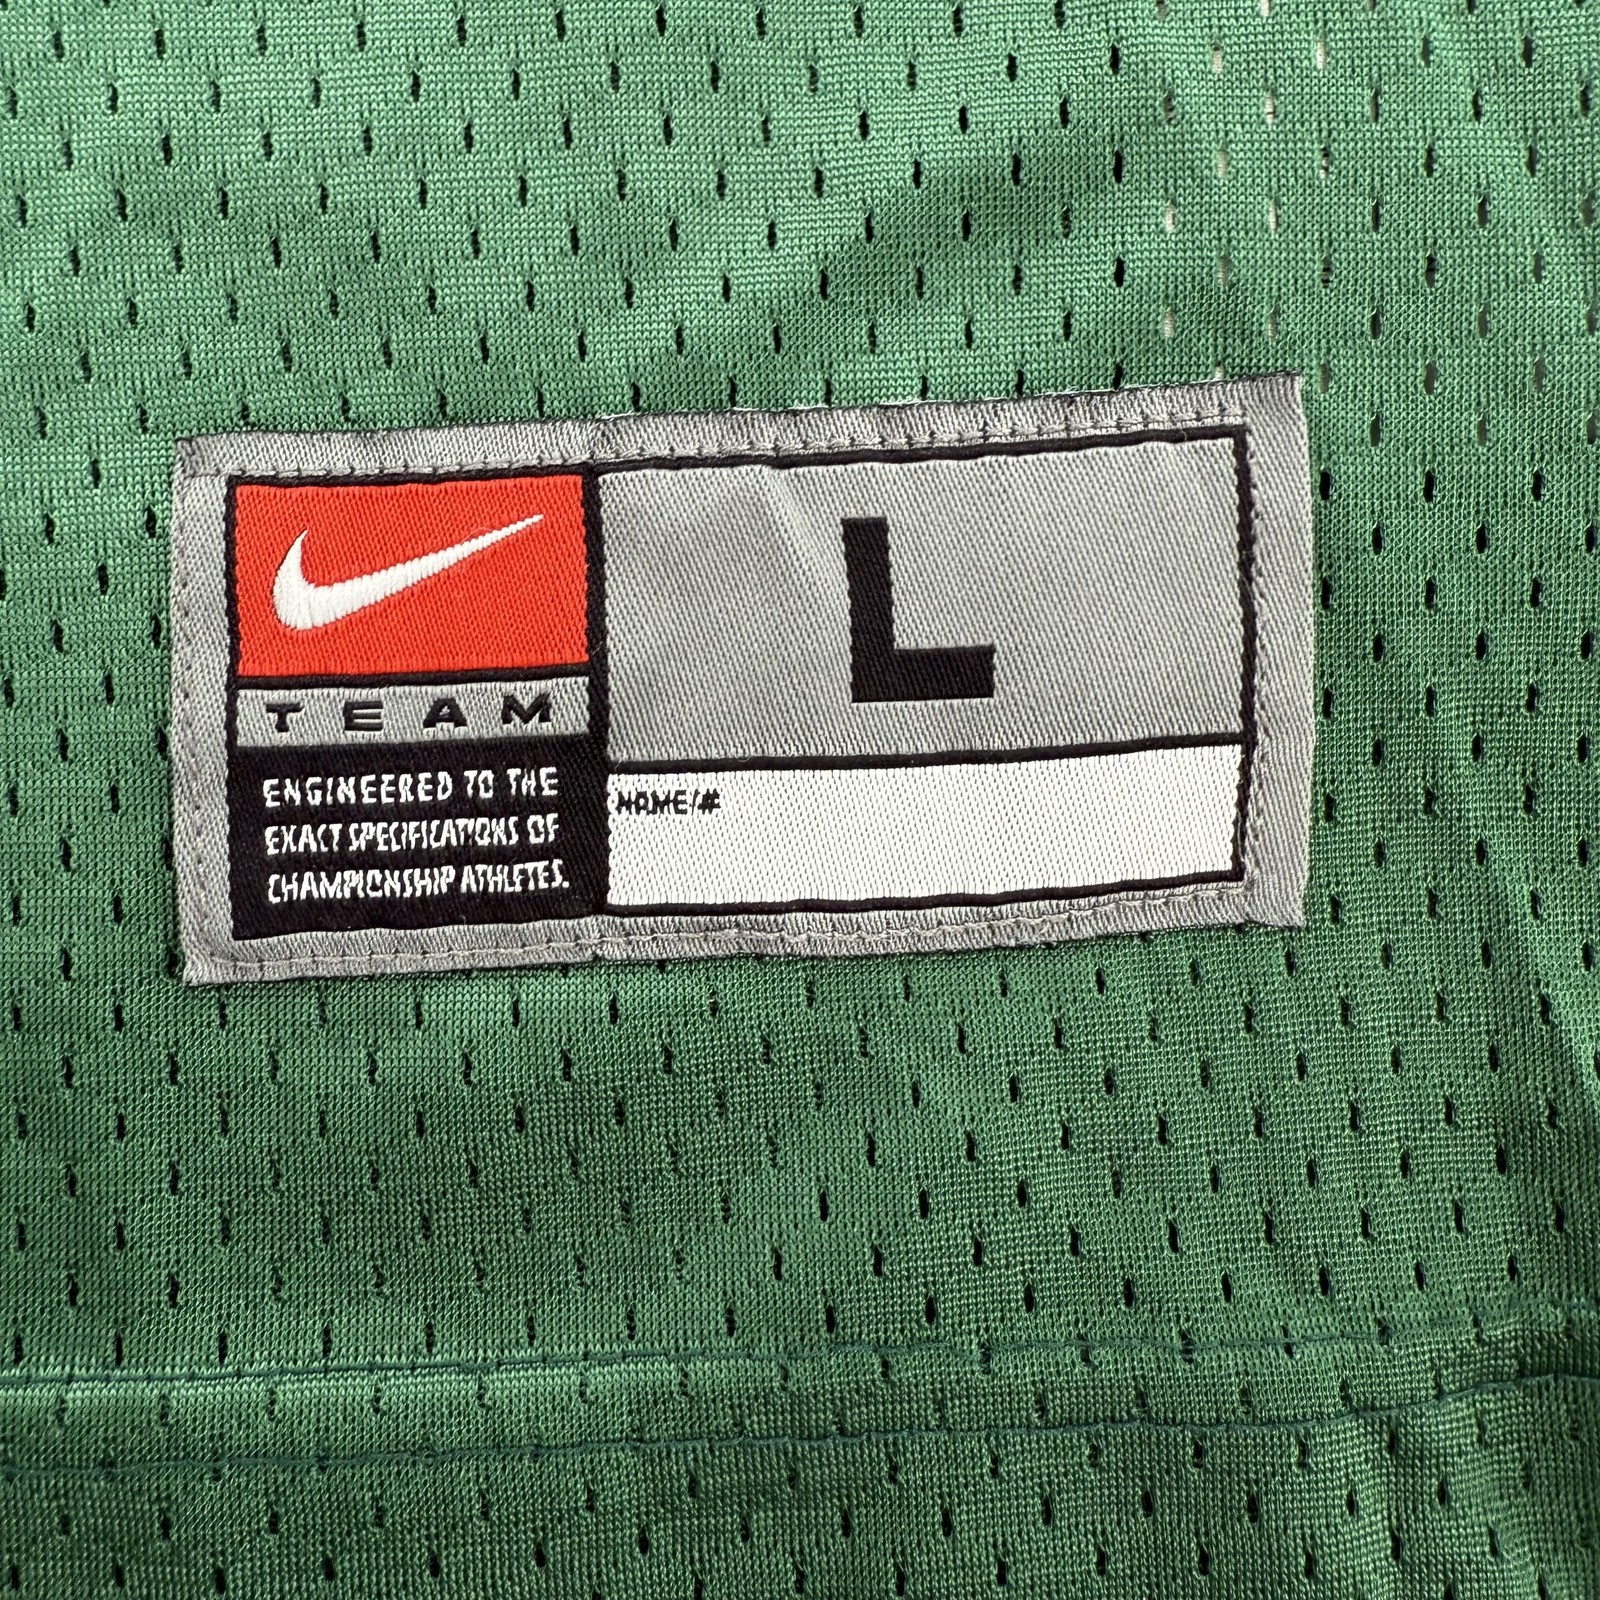 TEAM
ENGINEERED TO THE
EXACT SPECIFICATIONS OF
CHAMPIONSHIP ATHLETES.
L
NAME/#